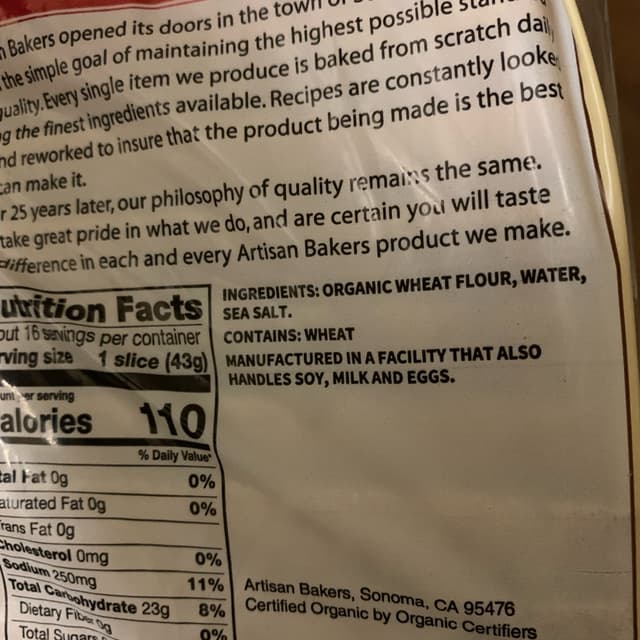 Bakers opened its doors in the town
the simple goal of maintaining the highest possible
quality. Every single item we produce is baked from scratch
the finest ingredients available. Recipes are constantly
reworked to insure that the product being made is the best
can make it.
25 years later, our philosophy of quality remains the same.
take great pride in what we do, and are certain you will taste
difference in each and every Artisan Bakers product we make.
utrition Facts
out 16 servings per container
rving size 1 slice (43g)
INGREDIENTS: ORGANIC WHEAT FLOUR, WATER,
SEA SALT.
CONTAINS: WHEAT
MANUFACTURED IN A FACILITY THAT ALSO
HANDLES SOY, MILK AND EGGS.
unt per serving
alories 110
% Daily Value*
tal Fat 0g 0%
aturated Fat 0g 0%
Trans Fat 0g
Cholesterol 0mg 0%
Sodium 250mg 11%
Total Carbohydrate 23g 8%
Dietary Fiber 0g 0%
Total Sugars
Artisan Bakers, Sonoma, CA 95476
Certified Organic by Organic Certifiers